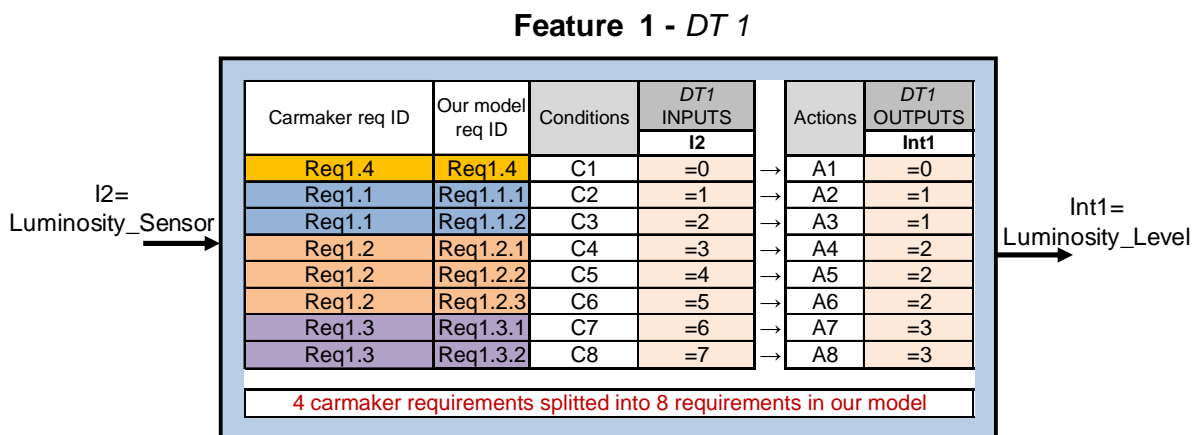 Feature 1 - DT 1
Carmaker req ID Our model req ID Conditions DT1 INPUTS Actions DT1 OUTPUTS
I2 Int1
Req1.4 Req1.4 C1 =0 → A1 =0
Req1.1 Req1.1.1 C2 =1 → A2 =1
Req1.1 Req1.1.2 C3 =2 → A3 =1
Req1.2 Req1.2.1 C4 =3 → A4 =2
Req1.2 Req1.2.2 C5 =4 → A5 =2
Req1.2 Req1.2.3 C6 =5 → A6 =2
Req1.3 Req1.3.1 C7 =6 → A7 =3
Req1.3 Req1.3.2 C8 =7 → A8 =3
4 carmaker requirements splitted into 8 requirements in our model
I2=
Luminosity_Sensor
Int1=
Luminosity_Level